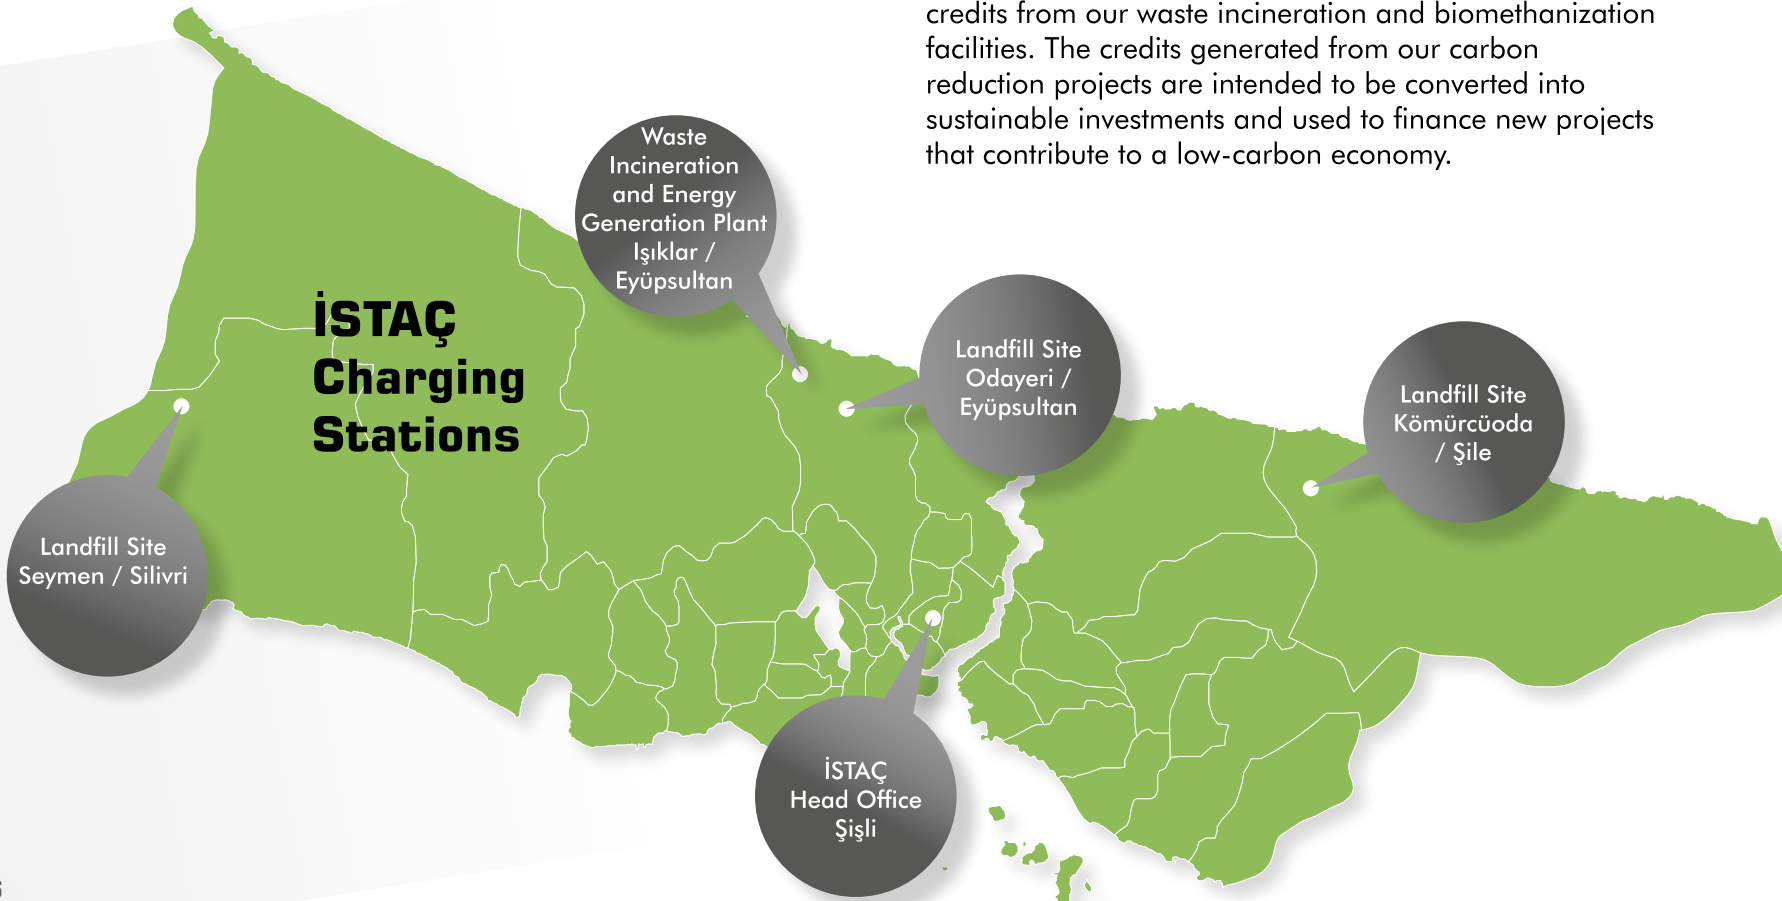 credits from our waste incineration and biomethanization
facilities. The credits generated from our carbon
reduction projects are intended to be converted into
sustainable investments and used to finance new projects
that contribute to a low-carbon economy.
Waste
Incineration
and Energy
Generation Plant
Işıklar /
Eyüpsultan
İSTAÇ
Charging
Stations
Landfill Site
Odayeri /
Eyüpsultan
Landfill Site
Kömürcüoda
/ Şile
Landfill Site
Seymen / Silivri
İSTAÇ
Head Office
Şişli